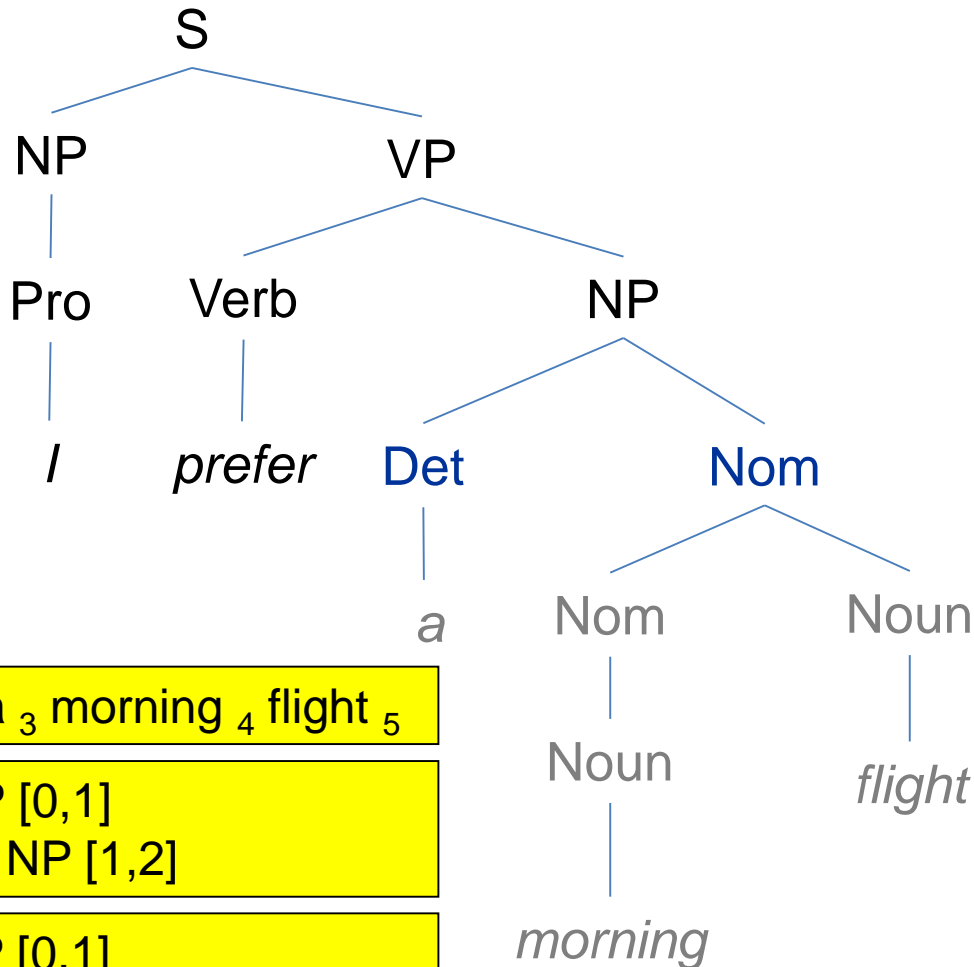 S
NP VP
Pro Verb NP
I prefer Det Nom
a Nom Noun
3 morning 4 flight 5
Noun flight
[0,1]
NP [1,2]
morning
[0,1]